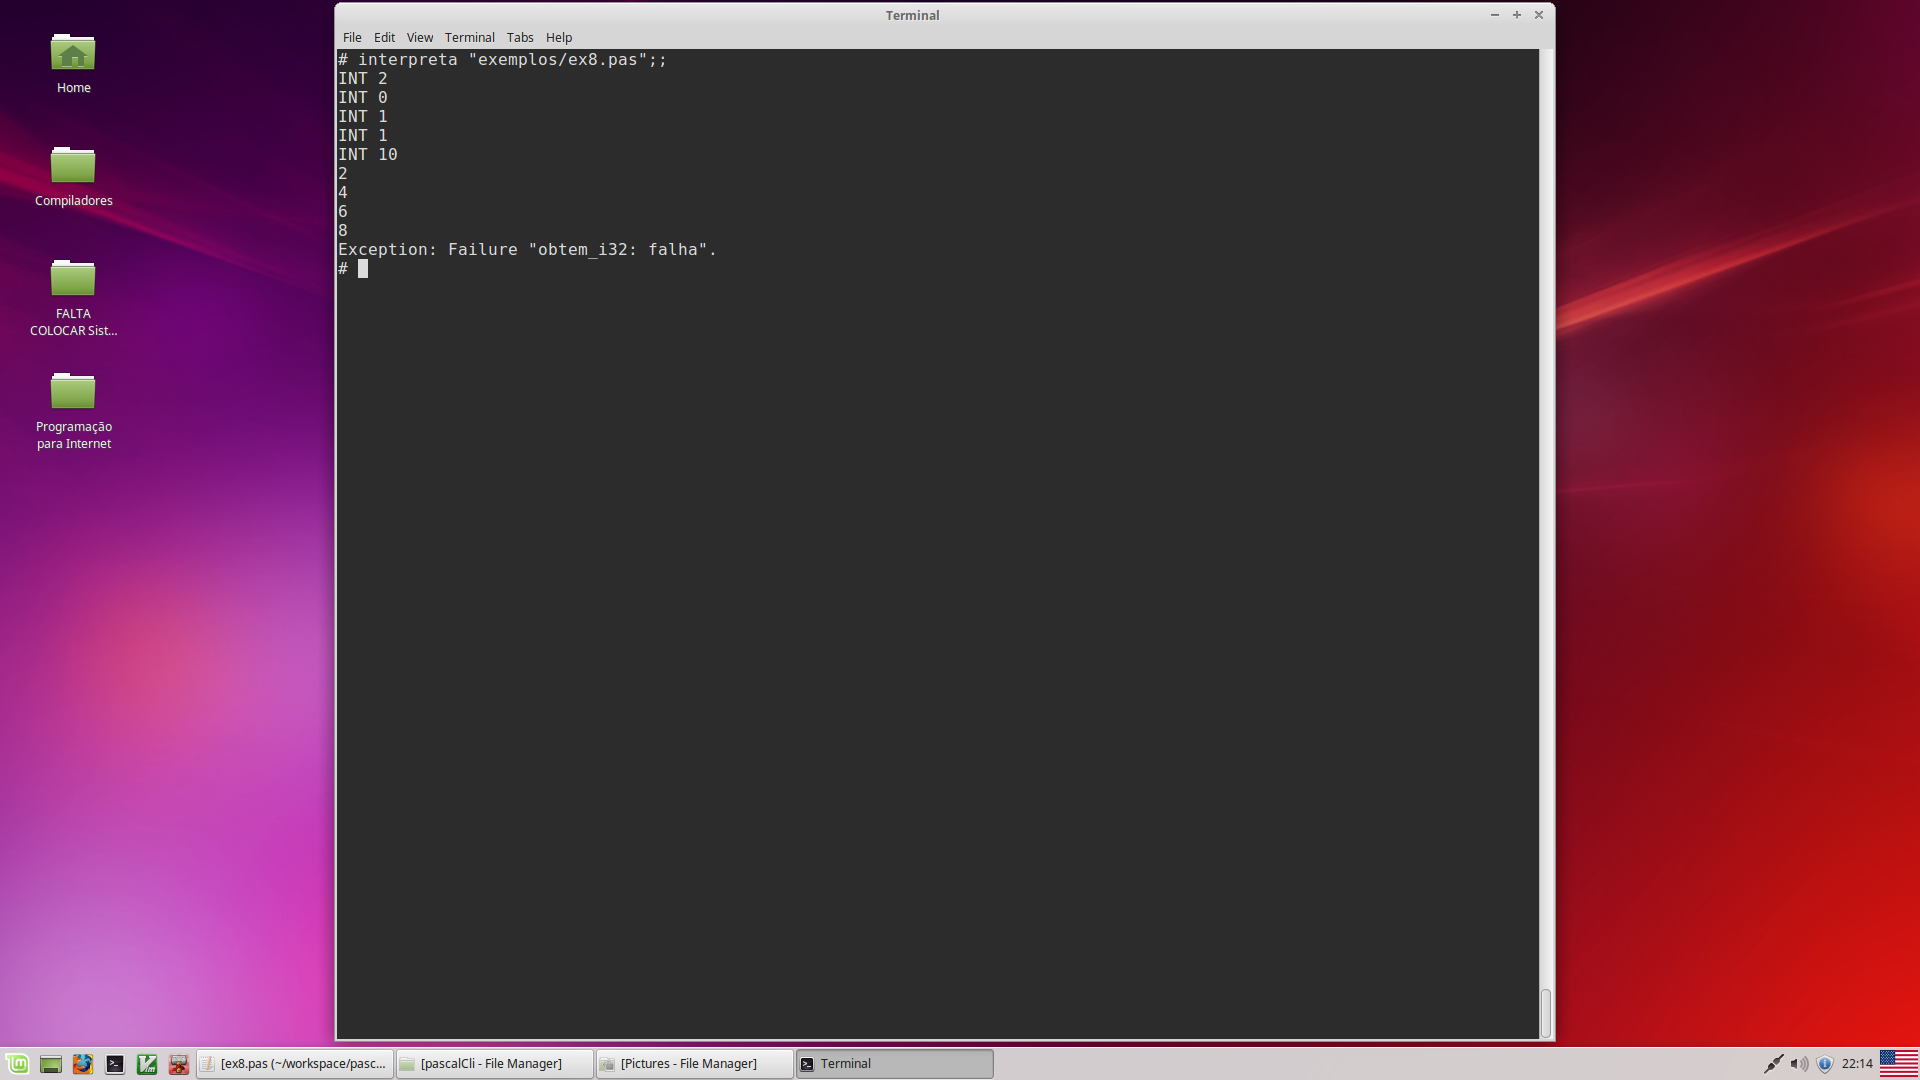 Terminal
File Edit View Terminal Tabs Help
# interpreta "exemplos/ex8.pas";;
INT 2
INT 0
INT 1
INT 1
INT 10
2
4
6
8
Exception: Failure "obtem_i32: falha".
#
Home
Compiladores
FALTA
COLOCAR Sist...
Programação
para Internet
[ex8.pas (~/workspace/pasc... [pascalCli - File Manager] [Pictures - File Manager] Terminal 22:14